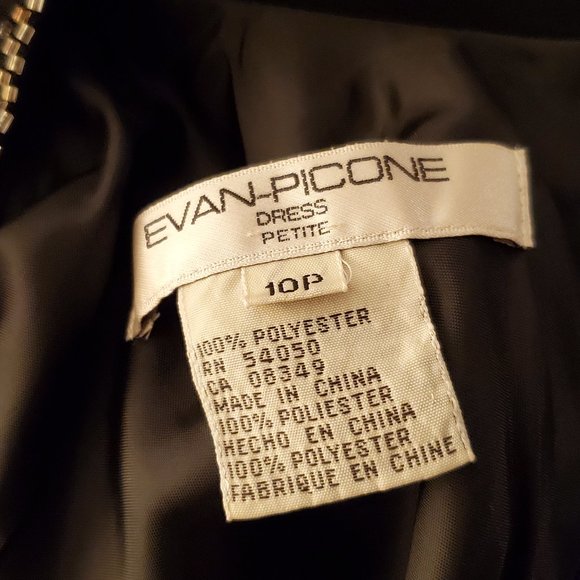 EVAN-PICONE
DRESS
PETITE
10P
100% POLYESTER
RN 54050
CA 08349
MADE IN CHINA
100% POLIESTER
HECHO EN CHINA
100% POLYESTER
FABRIQUE EN CHINE